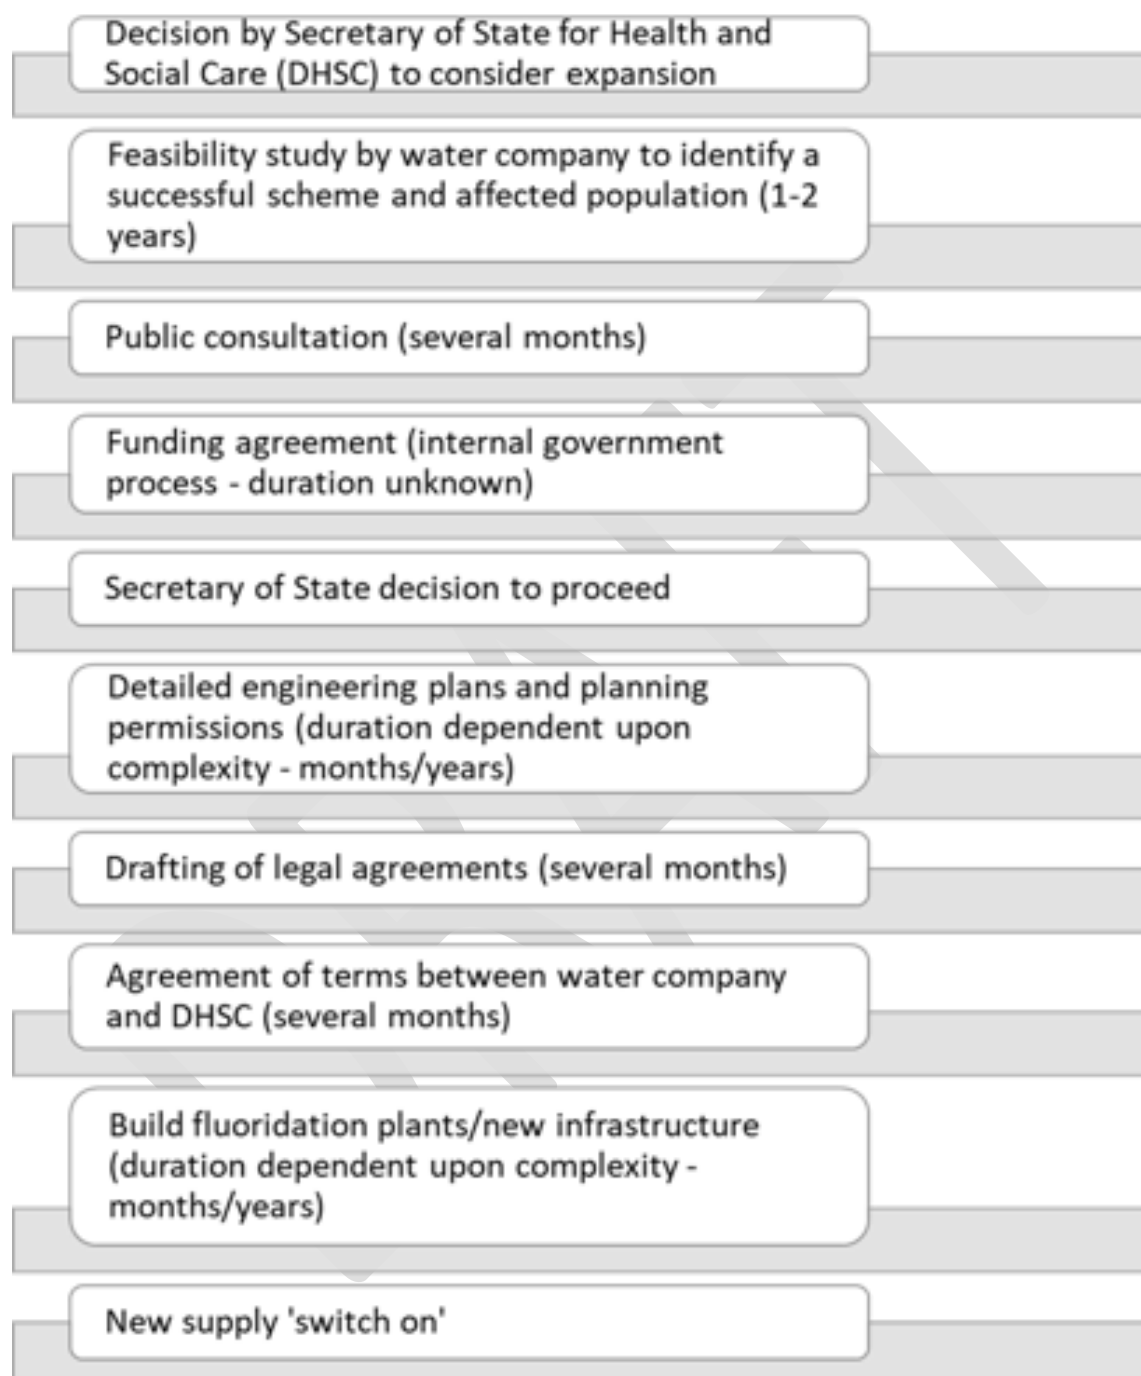 Decision by Secretary of State for Health and
Social Care (DHSC) to consider expansion
Feasibility study by water company to identify a
successful scheme and affected population (1-2
years)
Public consultation (several months)
Funding agreement (internal government
process - duration unknown)
Secretary of State decision to proceed
Detailed engineering plans and planning
permissions (duration dependent upon
complexity - months/years)
Drafting of legal agreements (several months)
Agreement of terms between water company
and DHSC (several months)
Build fluoridation plants/new infrastructure
(duration dependent upon complexity -
months/years)
New supply 'switch on'
DRAFT